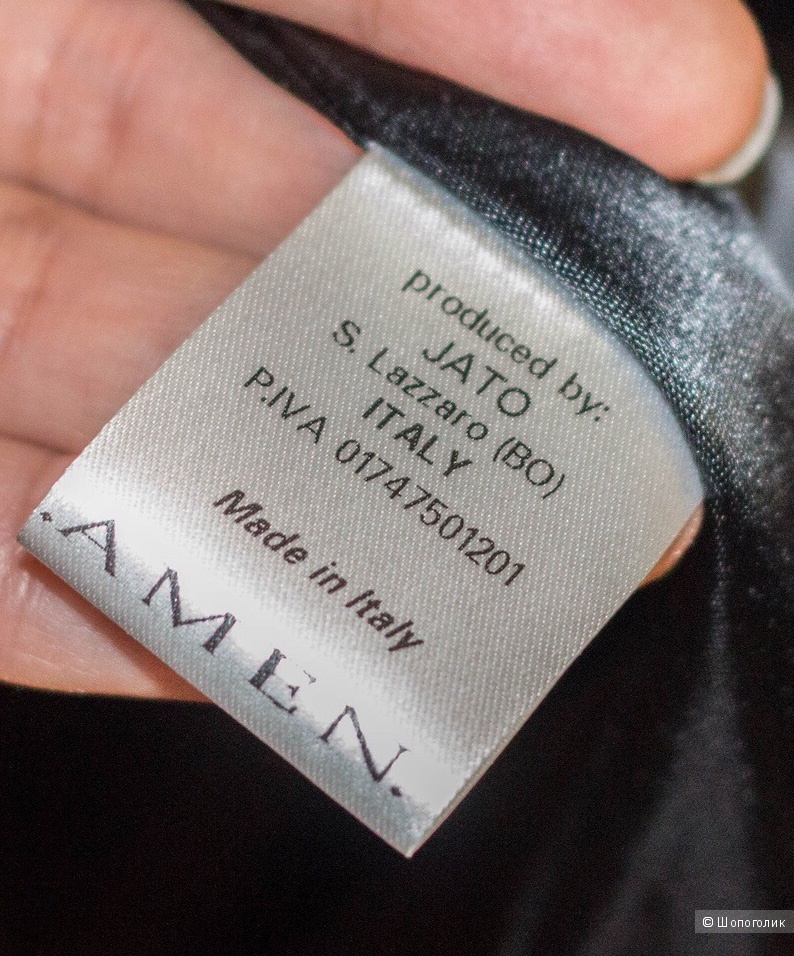 produced by:
JATO
S. Lazzaro (BO)
ITALY
P.IVA 01747501201
Made in Italy
.AMEN.
© Шопоголик